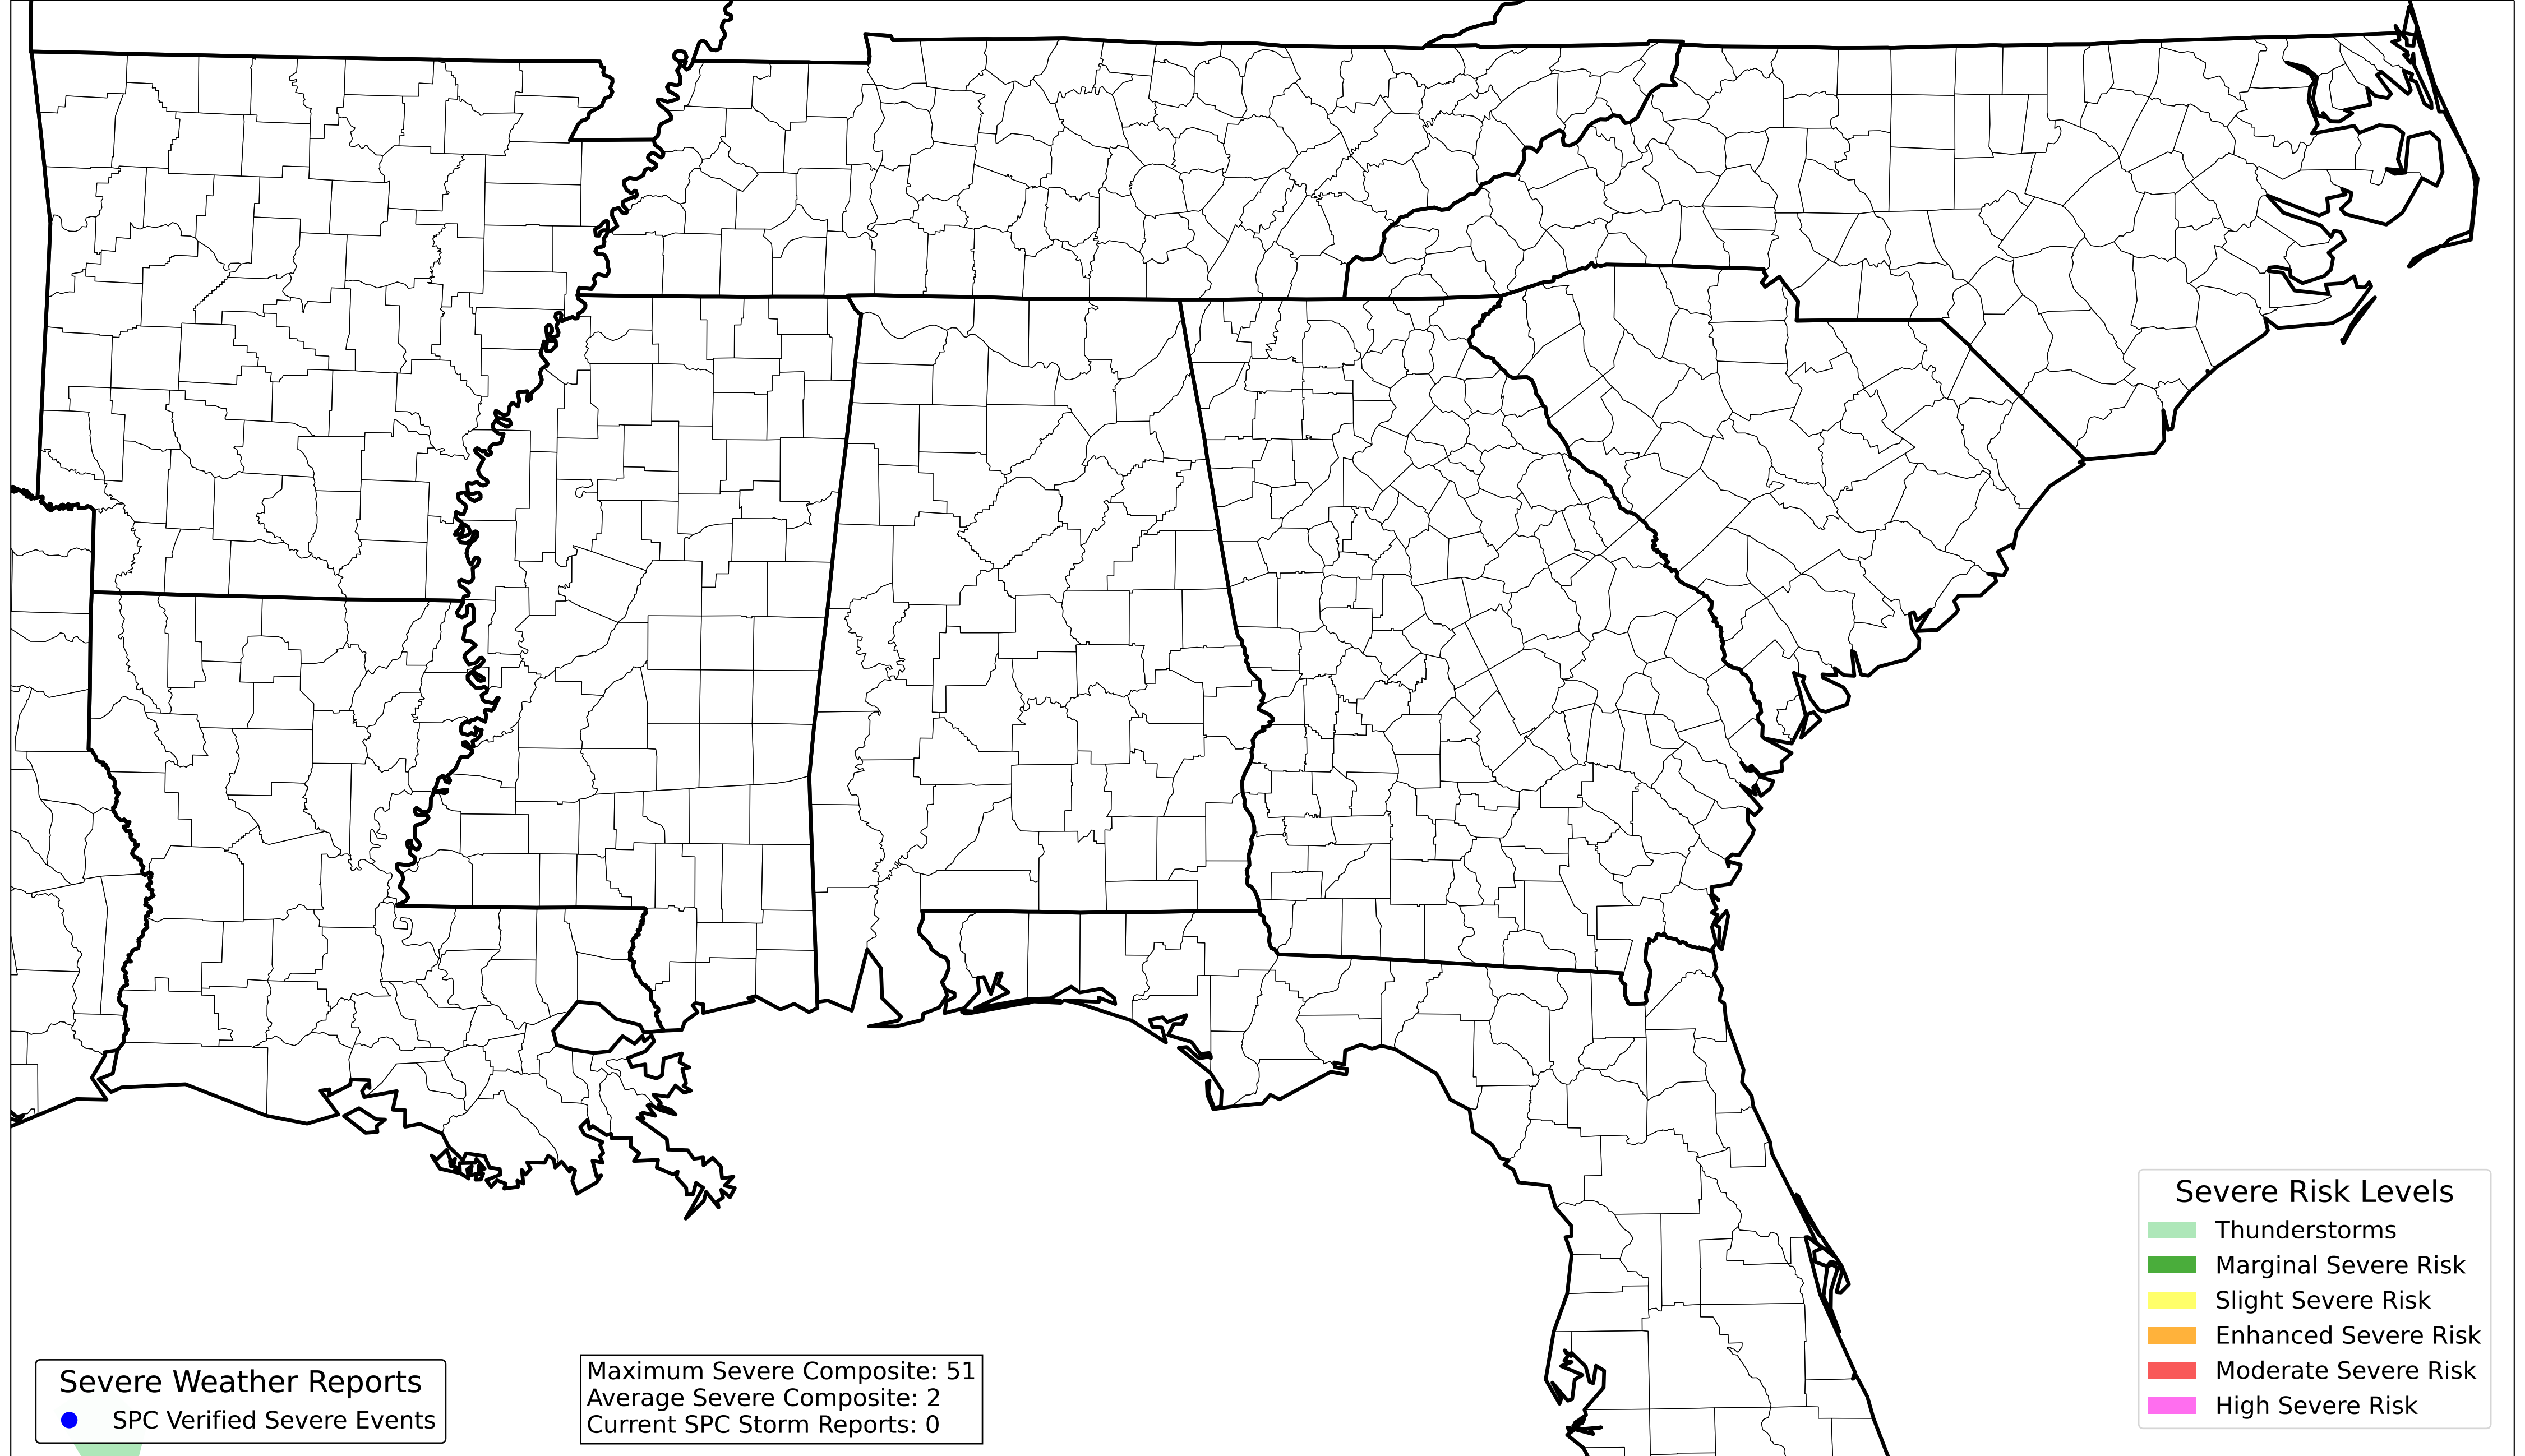 Severe Weather Reports
SPC Verified Severe Events
Maximum Severe Composite: 51
Average Severe Composite: 2
Current SPC Storm Reports: 0
Severe Risk Levels
Thunderstorms
Marginal Severe Risk
Slight Severe Risk
Enhanced Severe Risk
Moderate Severe Risk
High Severe Risk